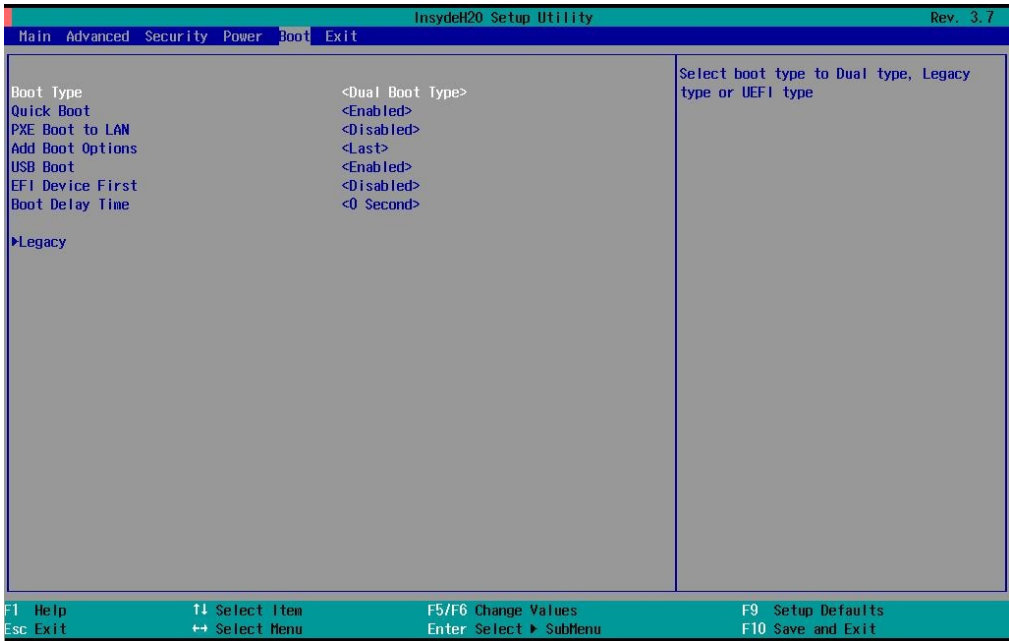 InsydeH20 Setup Utility Rev. 3.7
Main Advanced Security Power Boot Exit
Boot Type <Dual Boot Type>
Quick Boot <Enabled>
PXE Boot to LAN <Disabled>
Add Boot Options <Last>
USB Boot <Enabled>
EFI Device First <Disabled>
Boot Delay Time <0 Second>
▶Legacy
Select boot type to Dual type, Legacy
type or UEFI type
F1 Help ↑↓ Select Item F5/F6 Change Values F9 Setup Defaults
Esc Exit ↔ Select Menu Enter Select ▶ SubMenu F10 Save and Exit